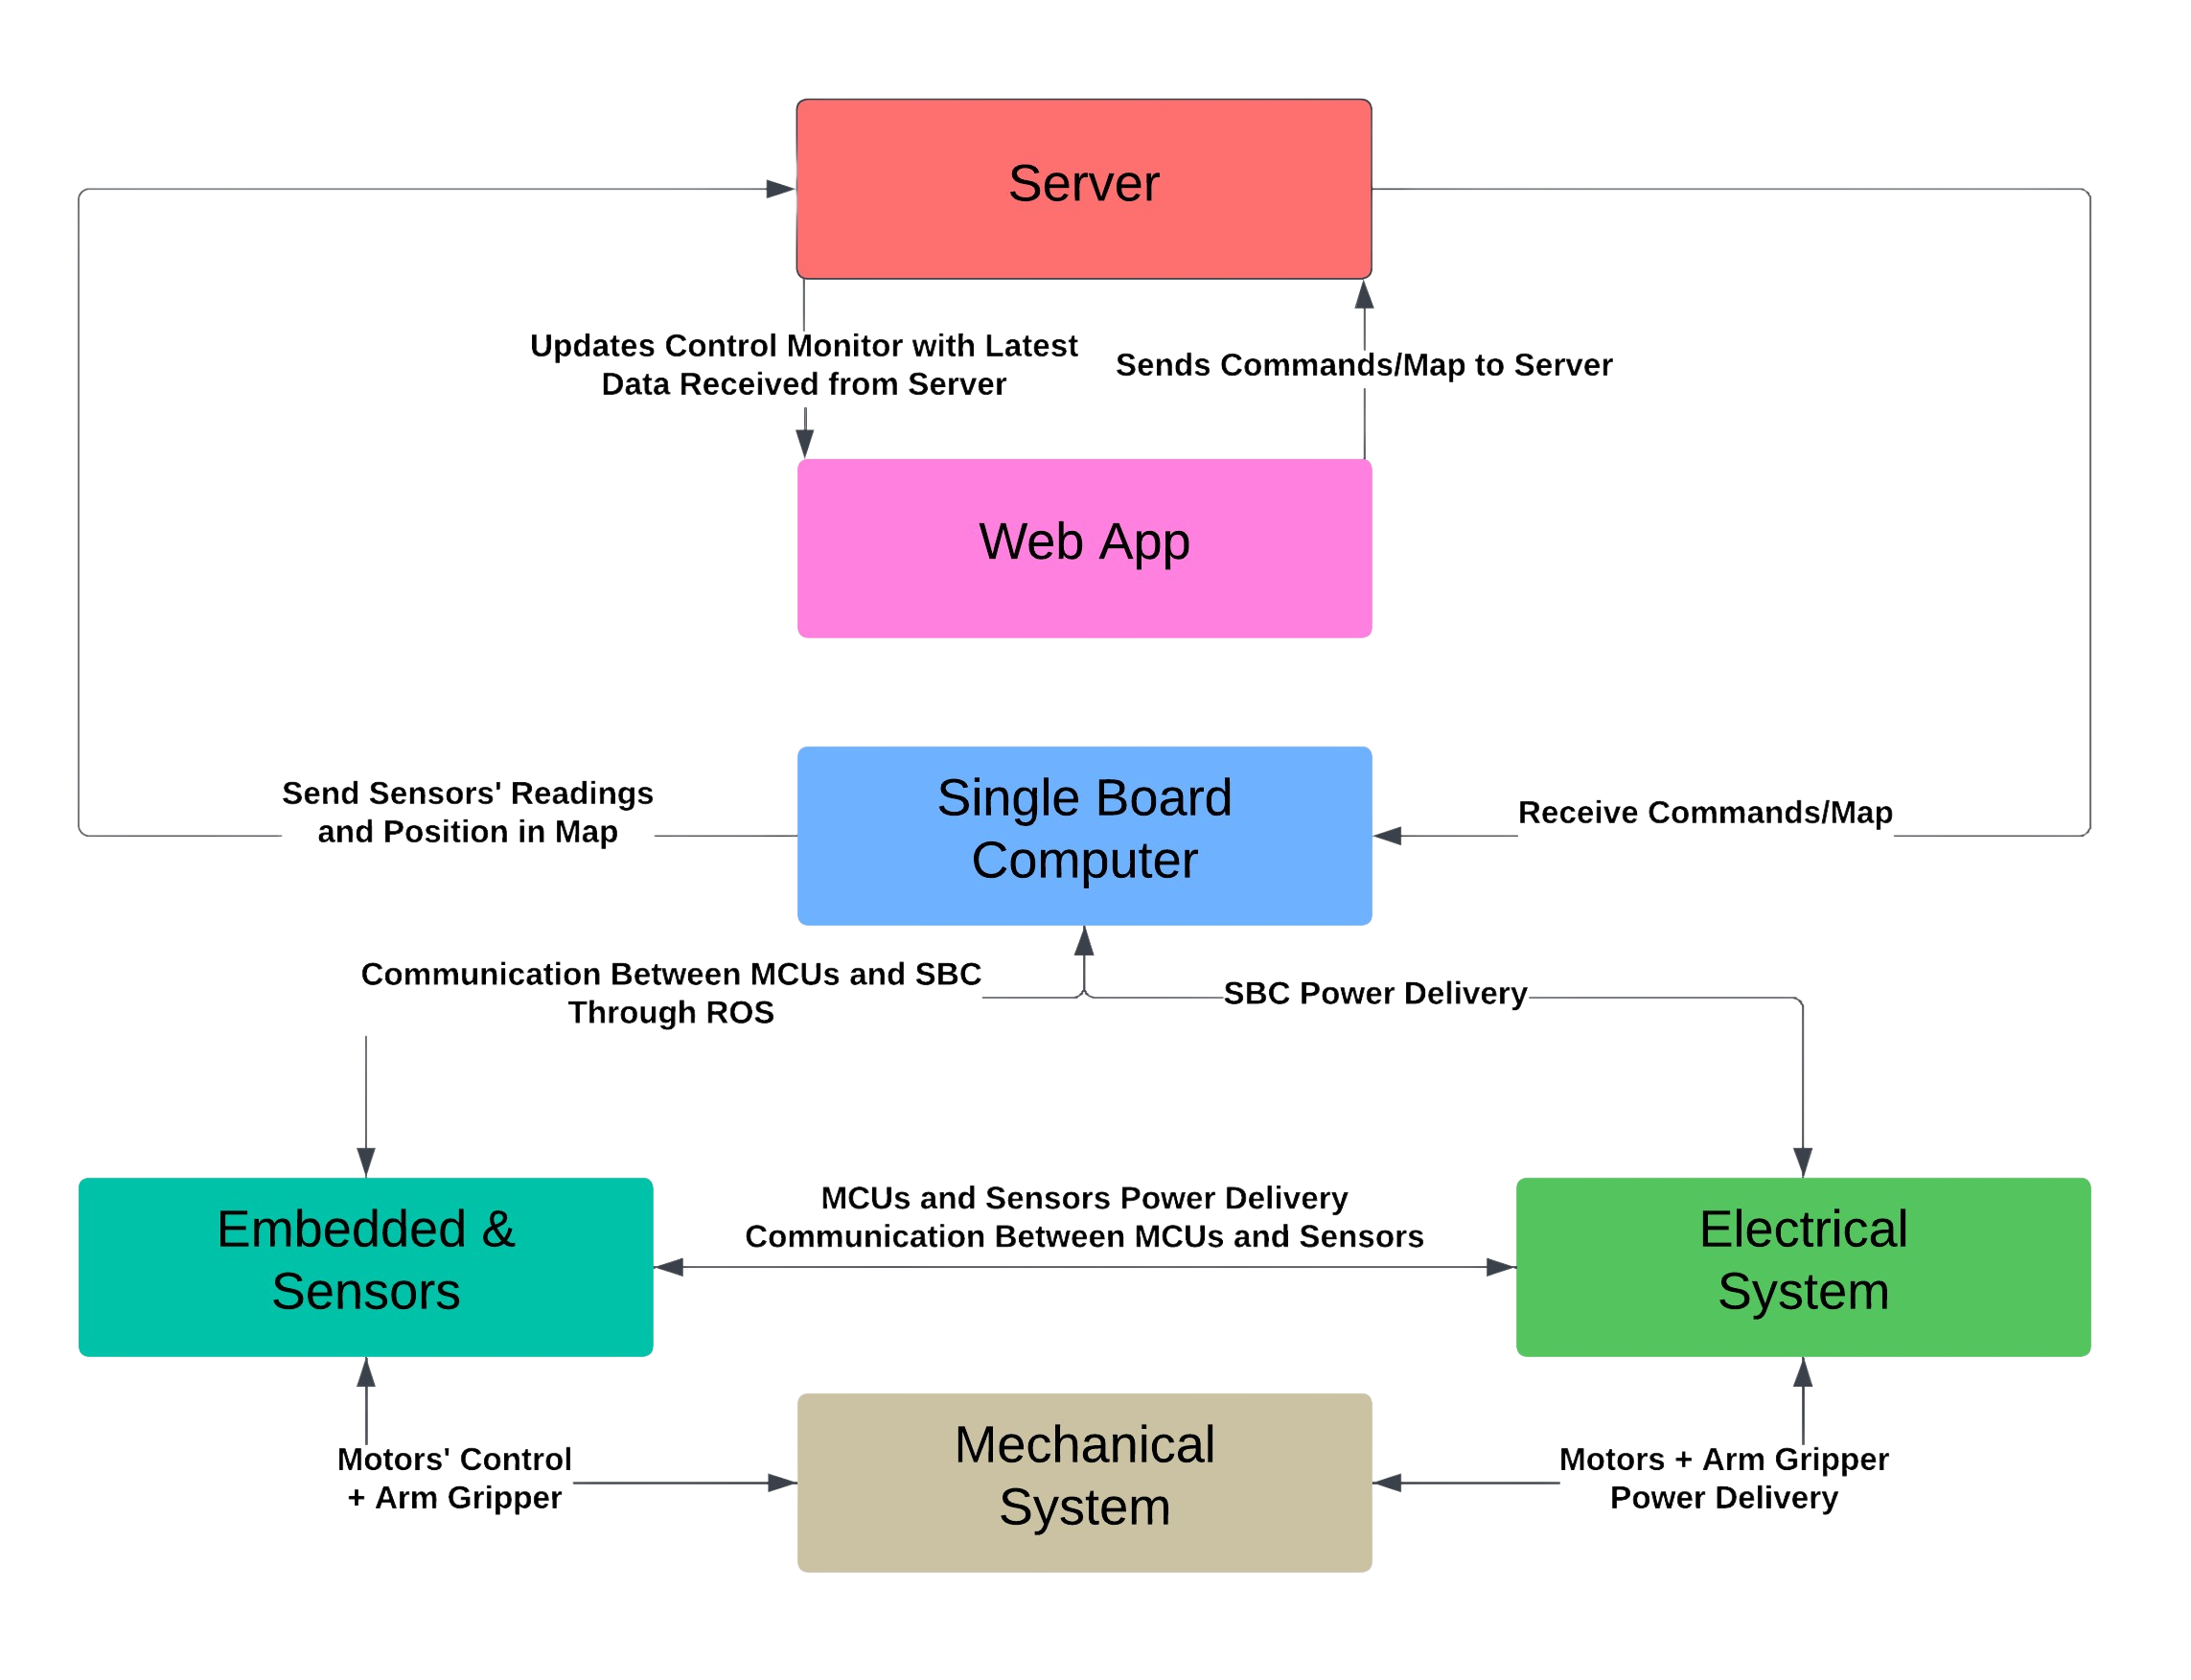 Server
Updates Control Monitor with Latest
Data Received from Server
Sends Commands/Map to Server
Web App
Send Sensors' Readings
and Position in Map
Single Board
Computer
Receive Commands/Map
Communication Between MCUs and SBC
Through ROS
SBC Power Delivery
Embedded &
Sensors
MCUs and Sensors Power Delivery
Communication Between MCUs and Sensors
Electrical
System
Motors' Control
+ Arm Gripper
Mechanical
System
Motors + Arm Gripper
Power Delivery